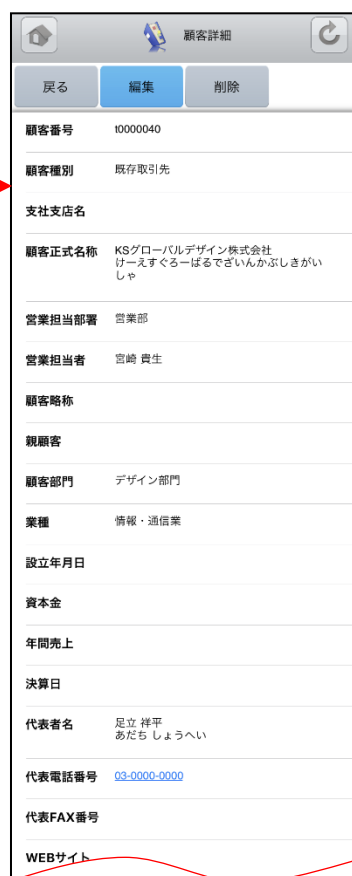 顧客詳細
戻る 編集 削除
顧客番号 t0000040
顧客種別 既存取引先
支社支店名
顧客正式名称 KSグローバルデザイン株式会社
けーえすぐろーばるでざいんかぶしきがい
しゃ
営業担当部署 営業部
営業担当者 宮崎 貴生
顧客略称
親顧客
顧客部門 デザイン部門
業種 情報・通信業
設立年月日
資本金
年間売上
決算日
代表者名 足立 祥平
あだち しょうへい
代表電話番号 03-0000-0000
代表FAX番号
WEBサイト